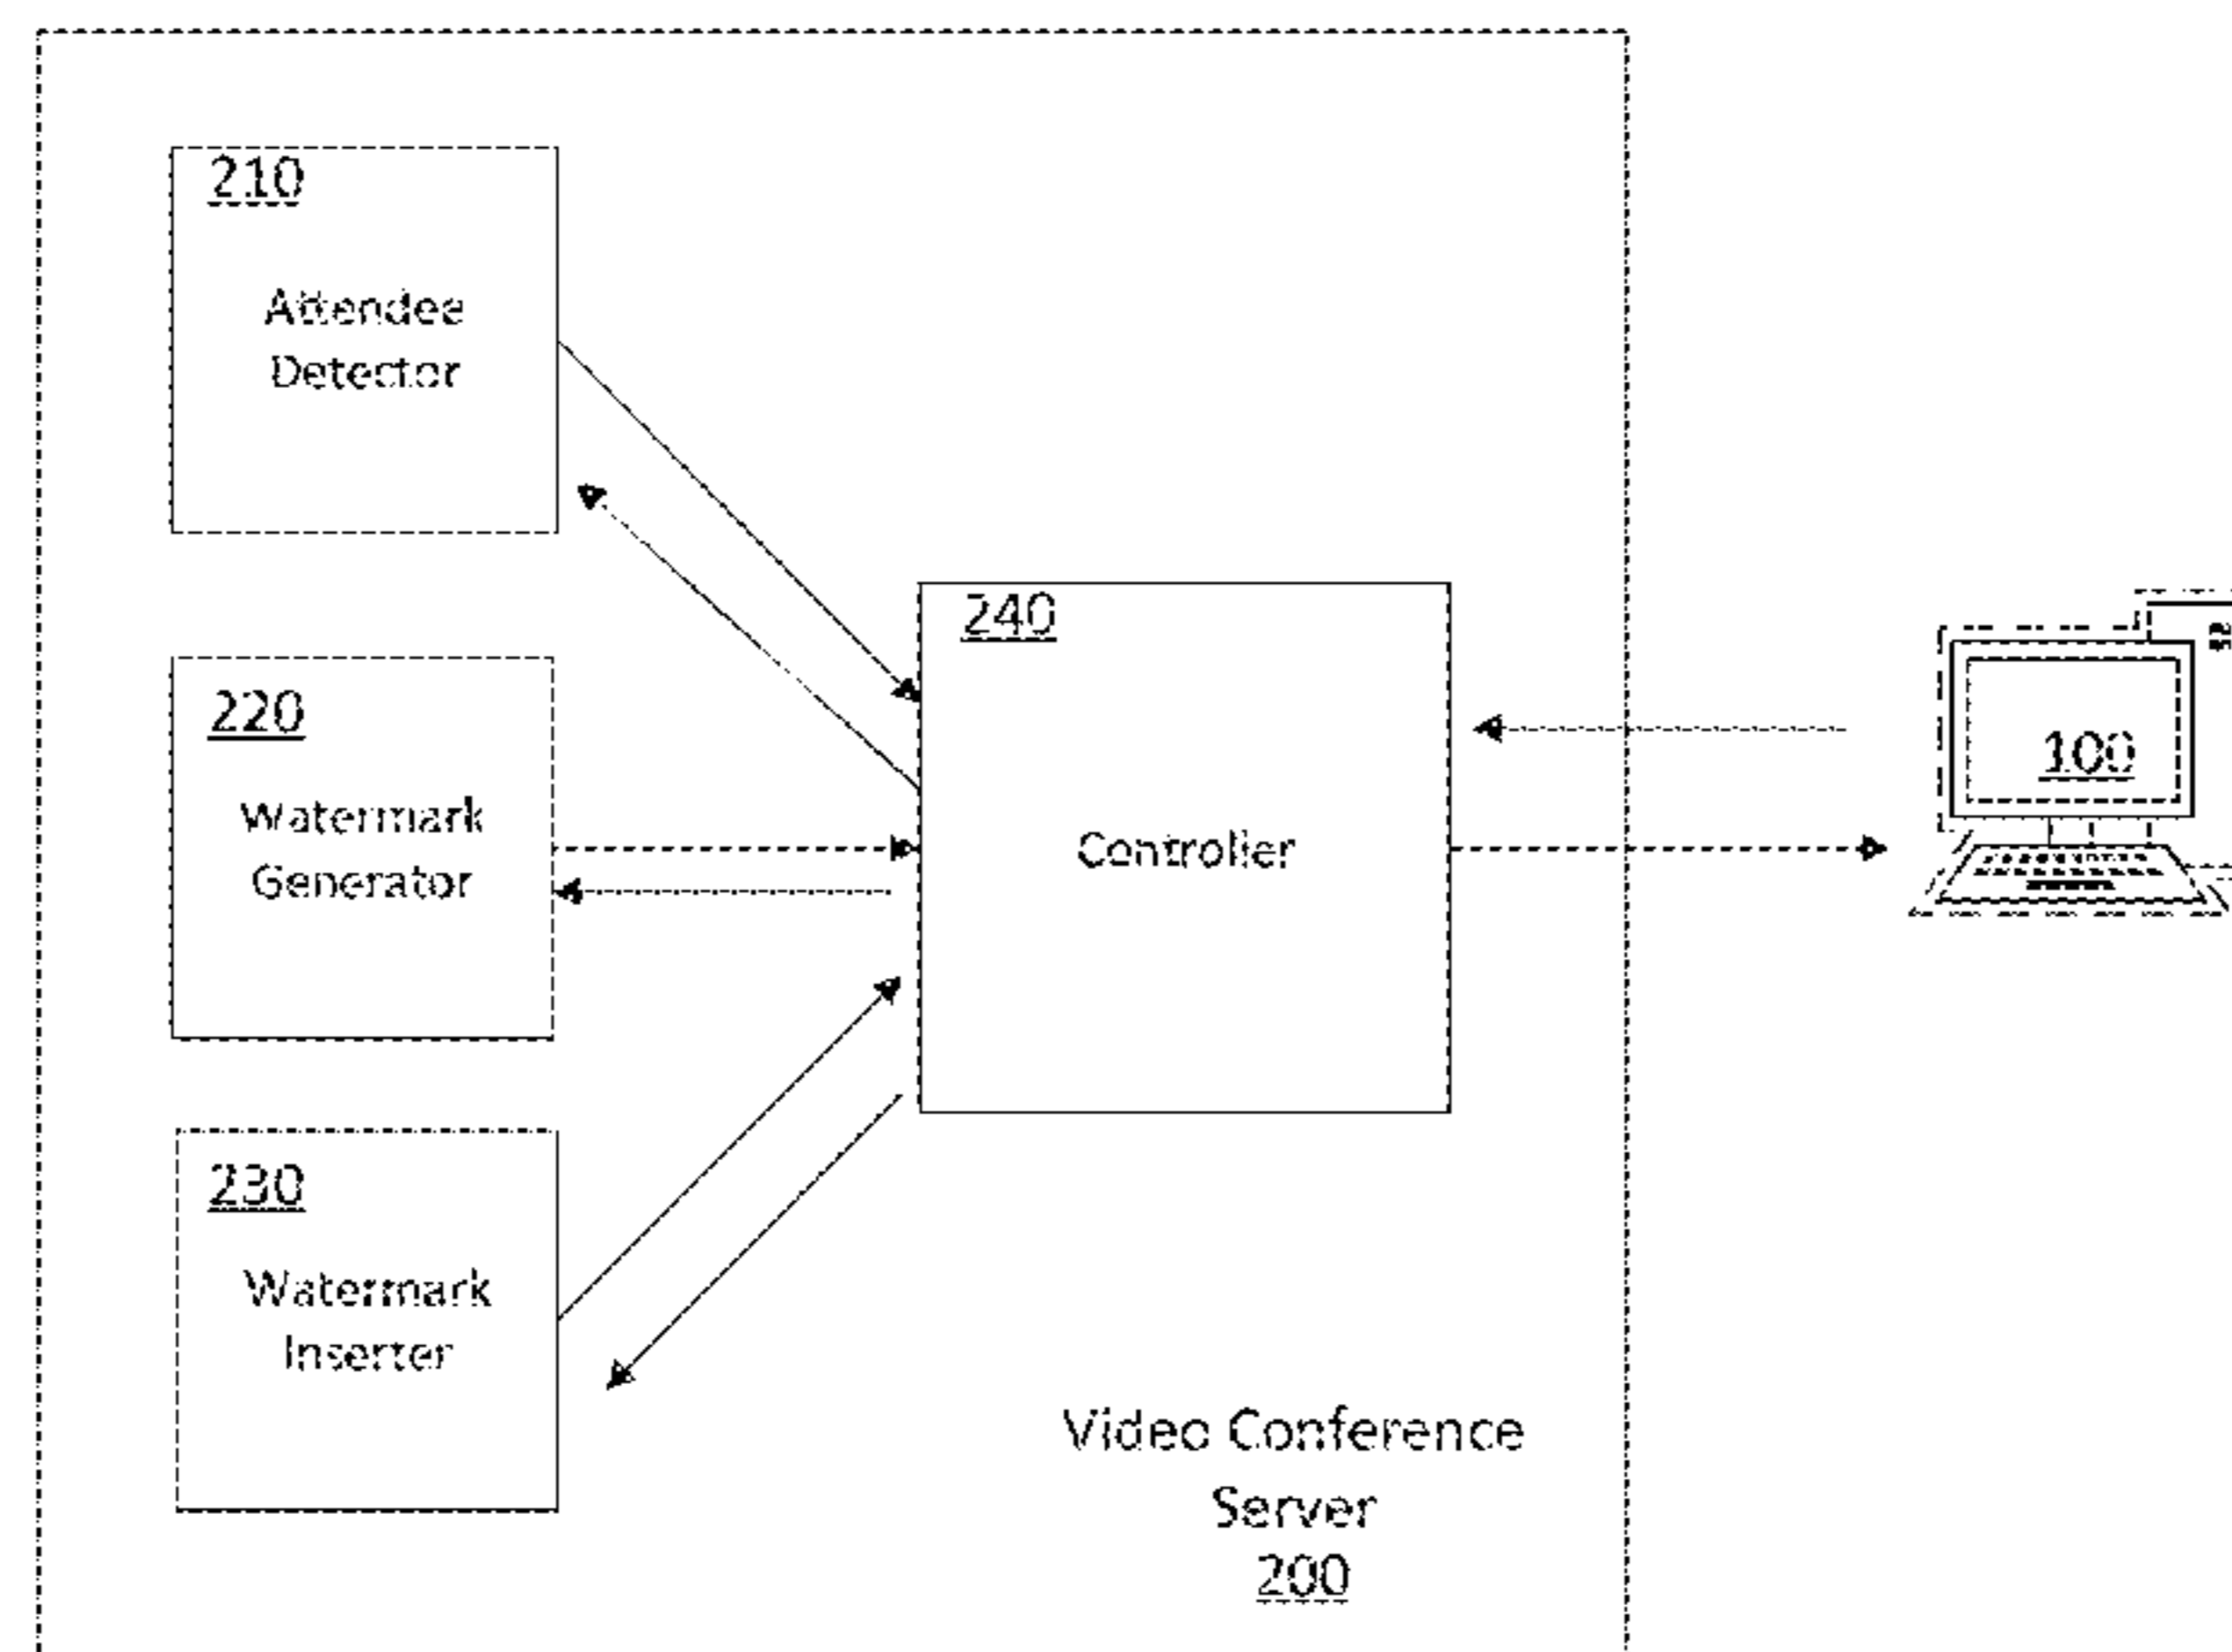 210
Attendee
Detector
220
Watermark
Generator
230
Watermark
Inserter
240
Controller
100
Video Conference
Server
200